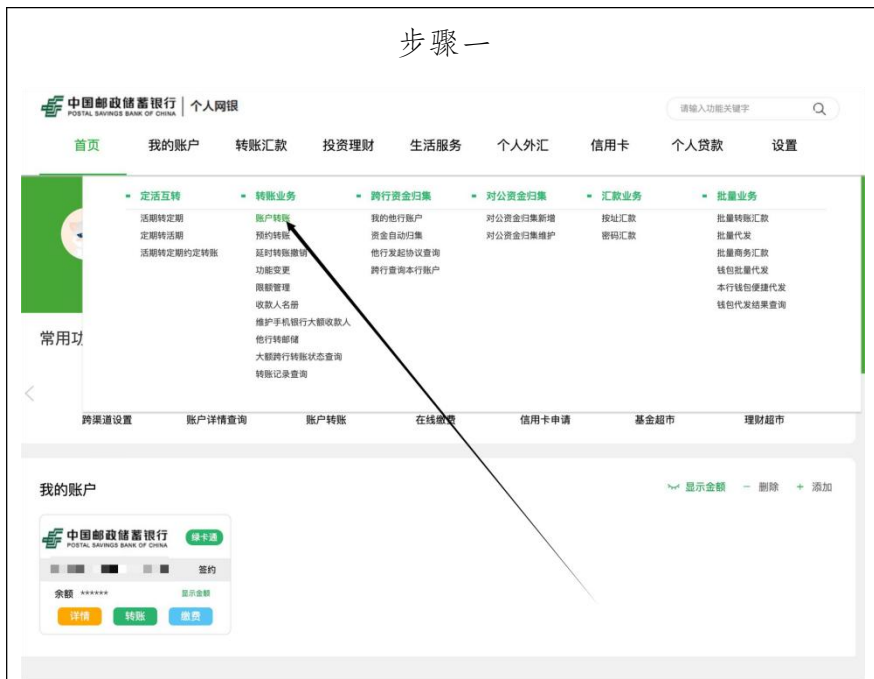 步骤一
中国邮政储蓄银行 个人网银
POSTAL SAVINGS BANK OF CHINA
请输入功能关键字
首页 我的账户 转账汇款 投资理财 生活服务 个人外汇 信用卡 个人贷款 设置
定活互转 转账业务 跨行资金归集 对公资金归集 汇款业务 批量业务
活期转定期 账户转账 我的他行账户 对公资金归集新增 按址汇款 批量转账汇款
定期转活期 预约转账 资金自动归集 对公资金归集维护 密码汇款 批量代发
活期转定期约定转账 延时转账撤销 他行发起协议查询 批量商务汇款
功能变更 跨行查询本行账户 钱包批量代发
限额管理 本行钱包便捷代发
收款人名册 钱包代发结果查询
维护手机银行大额收款人
常用功
他行转邮储
大额跨行转账状态查询
转账记录查询
跨渠道设置 账户详情查询 账户转账 在线缴费 信用卡申请 基金超市 理财超市
我的账户 显示金额 － 删除 + 添加
中国邮政储蓄银行 绿卡通
POSTAL SAVINGS BANK OF CHINA
签约
余额 ****** 显示金额
详情 转账 缴费